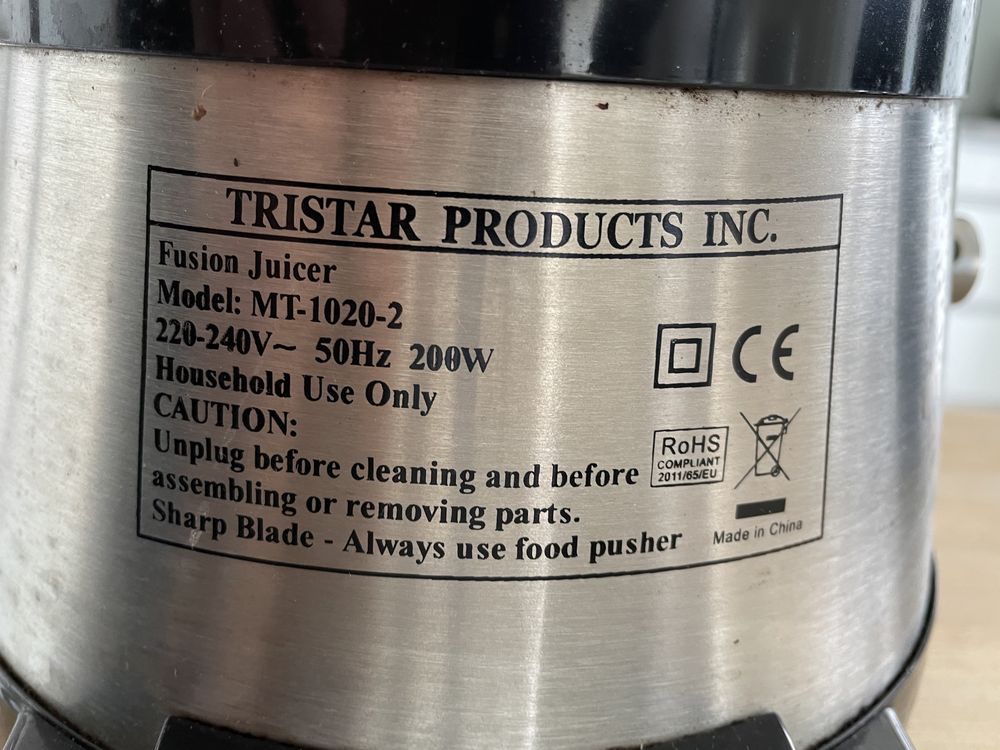 TRISTAR PRODUCTS INC.
Fusion Juicer
Model: MT-1020-2
220-240V~ 50Hz 200W
Household Use Only
CAUTION:
Unplug before cleaning and before
assembling or removing parts.
Sharp Blade - Always use food pusher
CE
RoHS
COMPLIANT
2011/65/EU
Made in China